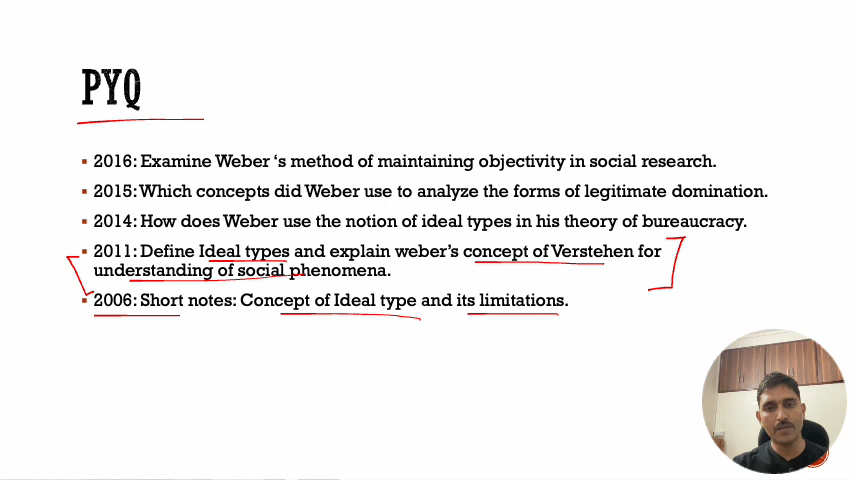 PYQ
2016: Examine Weber ‘s method of maintaining objectivity in social research.
2015: Which concepts did Weber use to analyze the forms of legitimate domination.
2014: How does Weber use the notion of ideal types in his theory of bureaucracy.
2011: Define Ideal types and explain weber’s concept of Verstehen for
understanding of social phenomena.
2006: Short notes: Concept of Ideal type and its limitations.